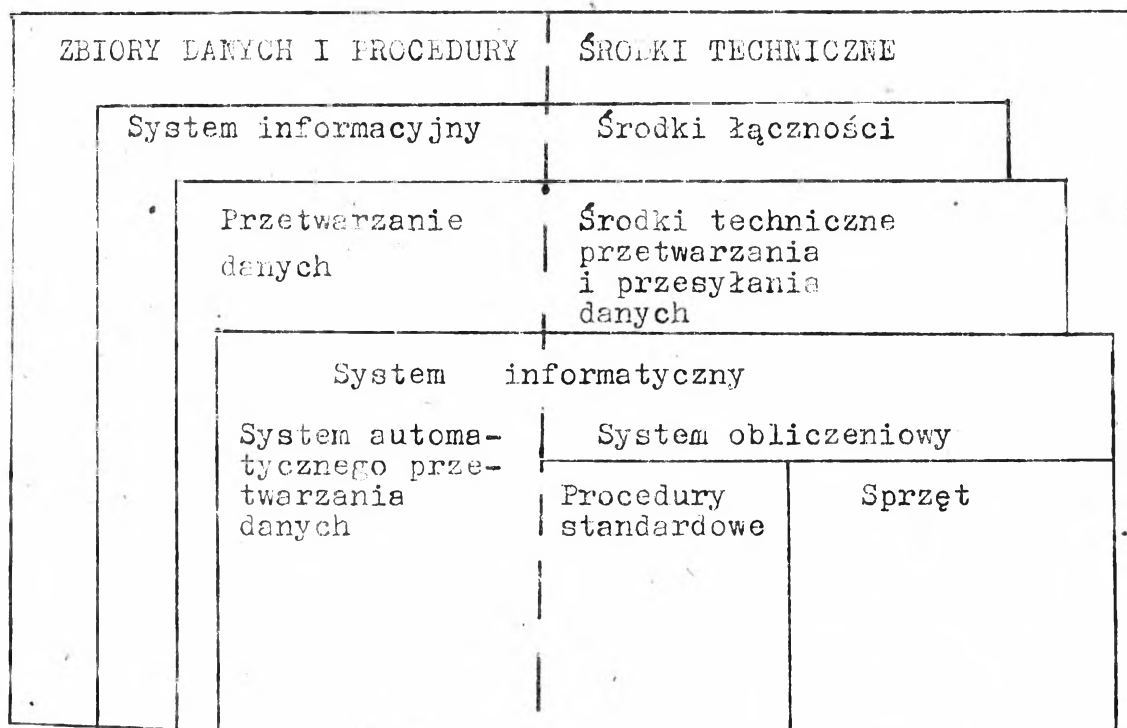 ZBIORY DANYCH I PROCEDURY
ŚRODKI TECHNICZNE
System informacyjny
Środki łączności
Przetwarzanie
danych
Środki techniczne
przetwarzania
i przesyłania
danych
System informatyczny
System automa-
tycznego prze-
twarzania
danych
System obliczeniowy
Procedury
standardowe
Sprzęt